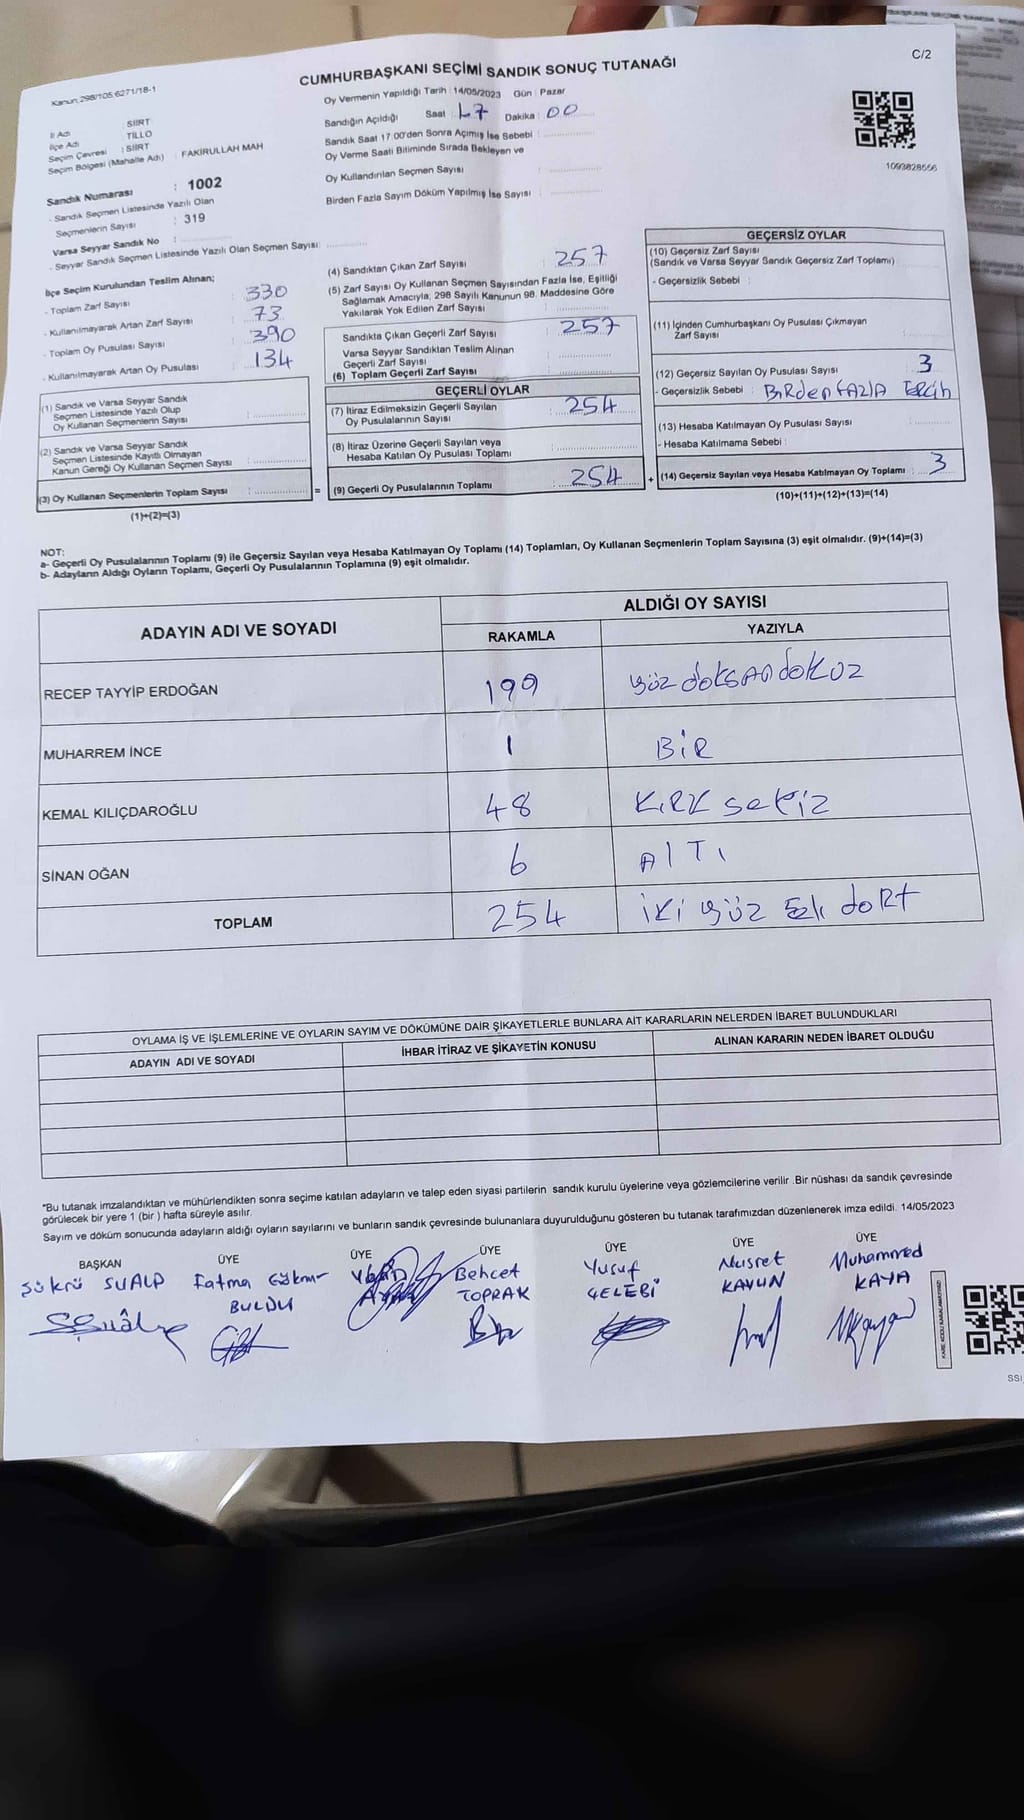 C/2
CUMHURBAŞKANI SEÇİMİ SANDIK SONUÇ TUTANAĞI
Kanun: 298/105;6271/18-1
İl Adı : SİİRT
İlçe Adı : TİLLO
Seçim Çevresi : SİİRT
Seçim Bölgesi (Mahalle Adı) : FAKİRULLAH MAH
Sandık Numarası : 1002
- Sandık Seçmen Listesinde Yazılı Olan
Seçmenlerin Sayısı : 319
Varsa Seyyar Sandık No :
- Seyyar Sandık Seçmen Listesinde Yazılı Olan Seçmen Sayısı:
Oy Vermenin Yapıldığı Tarih : 14/05/2023 Gün : Pazar
Sandığın Açıldığı Saat : 17 Dakika : 00
Sandık Saat 17.00'den Sonra Açımış İse Sebebi :
Oy Verme Saati Bitiminde Sırada Bekleyen ve
Oy Kullandırılan Seçmen Sayısı :
Birden Fazla Sayım Döküm Yapılmış İse Sayısı :
1093828566
İlçe Seçim Kurulundan Teslim Alınan;
- Toplam Zarf Sayısı : 330
- Kullanılmayarak Artan Zarf Sayısı : 73
- Toplam Oy Pusulası Sayısı : 390
- Kullanılmayarak Artan Oy Pusulası : 134
(1) Sandık ve Varsa Seyyar Sandık
Seçmen Listesinde Yazılı Olup
Oy Kullanan Seçmenlerin Sayısı :
(2) Sandık ve Varsa Seyyar Sandık
Seçmen Listesinde Kayıtlı Olmayan
Kanun Gereği Oy Kullanan Seçmen Sayısı :
(3) Oy Kullanan Seçmenlerin Toplam Sayısı : =
(1)+(2)=(3)
(4) Sandıktan Çıkan Zarf Sayısı : 257
(5) Zarf Sayısı Oy Kullanan Seçmen Sayısından Fazla İse, Eşitliği
Sağlamak Amacıyla; 298 Sayılı Kanunun 98. Maddesine Göre
Yakılarak Yok Edilen Zarf Sayısı :
Sandıkta Çıkan Geçerli Zarf Sayısı : 257
Varsa Seyyar Sandıktan Teslim Alınan
Geçerli Zarf Sayısı :
(6) Toplam Geçerli Zarf Sayısı :
GEÇERLİ OYLAR
(7) İtiraz Edilmeksizin Geçerli Sayılan
Oy Pusulalarının Sayısı : 254
(8) İtiraz Üzerine Geçerli Sayılan veya
Hesaba Katılan Oy Pusulası Toplamı :
(9) Geçerli Oy Pusulalarının Toplamı : 254 +
GEÇERSİZ OYLAR
(10) Geçersiz Zarf Sayısı
(Sandık ve Varsa Seyyar Sandık Geçersiz Zarf Toplamı) :
- Geçersizlik Sebebi :
(11) İçinden Cumhurbaşkanı Oy Pusulası Çıkmayan
Zarf Sayısı :
(12) Geçersiz Sayılan Oy Pusulası Sayısı : 3
- Geçersizlik Sebebi : BiRden FAZlA
(13) Hesaba Katılmayan Oy Pusulası Sayısı :
- Hesaba Katılmama Sebebi :
(14) Geçersiz Sayılan veya Hesaba Katılmayan Oy Toplamı : 3
(10)+(11)+(12)+(13)=(14)
NOT:
a- Geçerli Oy Pusulalarının Toplamı (9) ile Geçersiz Sayılan veya Hesaba Katılmayan Oy Toplamı (14) Toplamları, Oy Kullanan Seçmenlerin Toplam Sayısına (3) eşit olmalıdır. (9)+(14)=(3)
b- Adayların Aldığı Oyların Toplamı, Geçerli Oy Pusulalarının Toplamına (9) eşit olmalıdır.
ADAYIN ADI VE SOYADI
ALDIĞI OY SAYISI
RAKAMLA YAZIYLA
RECEP TAYYİP ERDOĞAN 199 yüz doksan dokuz
MUHARREM İNCE 1 BİR
KEMAL KILIÇDAROĞLU 48 KIRK sekiz
SİNAN OĞAN 6 AlTı
TOPLAM 254 iki yüz Elli dört
OYLAMA İŞ VE İŞLEMLERİNE VE OYLARIN SAYIM VE DÖKÜMÜNE DAİR ŞİKAYETLERLE BUNLARA AİT KARARLARIN NELERDEN İBARET BULUNDUKLARI
ADAYIN ADI VE SOYADI İHBAR İTİRAZ VE ŞİKAYETİN KONUSU ALINAN KARARIN NEDEN İBARET OLDUĞU
*Bu tutanak imzalandıktan ve mühürlendikten sonra seçime katılan adayların ve talep eden siyasi partilerin sandık kurulu üyelerine veya gözlemcilerine verilir .Bir nüshası da sandık çevresinde
görülecek bir yere 1 (bir ) hafta süreyle asılır.
Sayım ve döküm sonucunda adayların aldığı oyların sayılarını ve bunların sandık çevresinde bulunanlara duyurulduğunu gösteren bu tutanak tarafımızdan düzenlenerek imza edildi. 14/05/2023
BAŞKAN ÜYE ÜYE ÜYE ÜYE ÜYE ÜYE
Şükrü SUALP Fatma Gökmen Behcet Yusuf Nusret Muhammed
BULDU TOPRAK ÇELEBİ KAVUN KAYA
KARE KODU KARALAMAYINIZ!
SSI